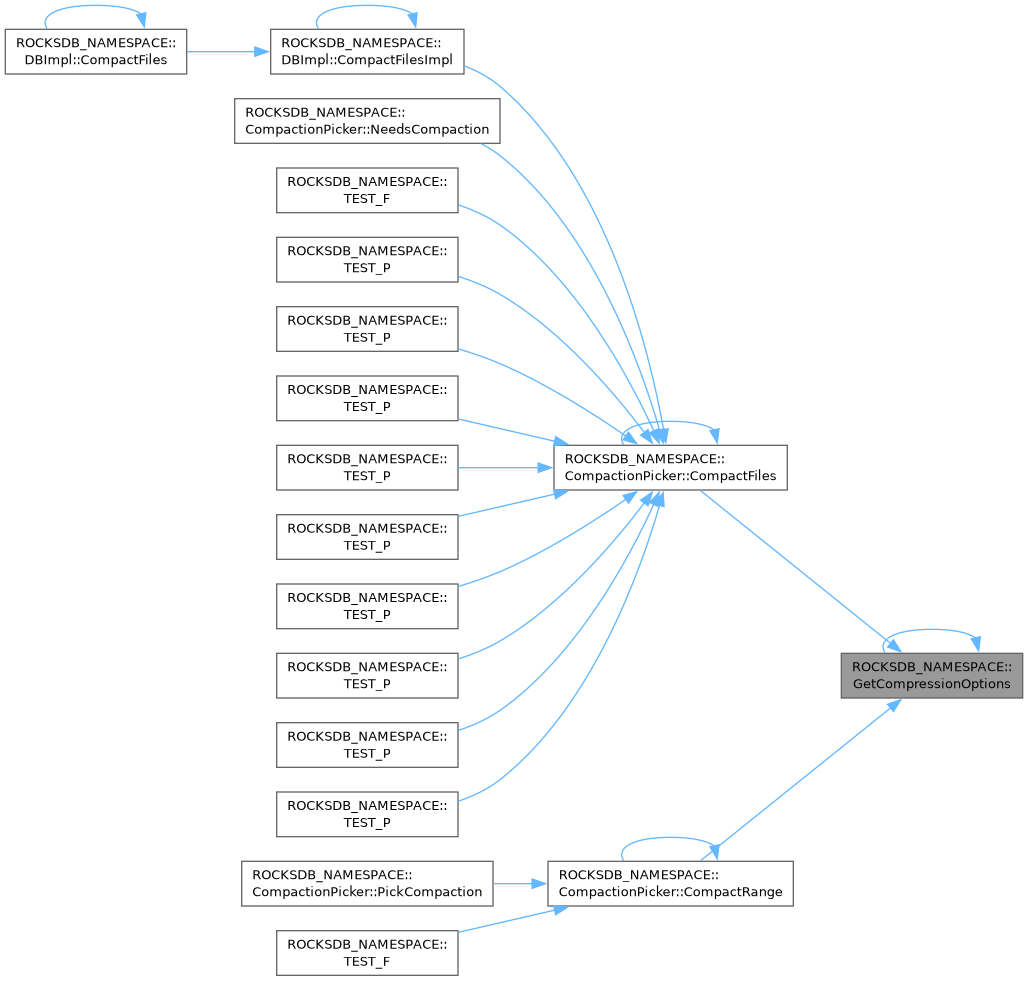 ROCKSDB_NAMESPACE::
DBImpl::CompactFiles
ROCKSDB_NAMESPACE::
DBImpl::CompactFilesImpl
ROCKSDB_NAMESPACE::
CompactionPicker::NeedsCompaction
ROCKSDB_NAMESPACE::
TEST_F
ROCKSDB_NAMESPACE::
TEST_P
ROCKSDB_NAMESPACE::
TEST_P
ROCKSDB_NAMESPACE::
TEST_P
ROCKSDB_NAMESPACE::
TEST_P
ROCKSDB_NAMESPACE::
CompactionPicker::CompactFiles
ROCKSDB_NAMESPACE::
TEST_P
ROCKSDB_NAMESPACE::
TEST_P
ROCKSDB_NAMESPACE::
TEST_P
ROCKSDB_NAMESPACE::
GetCompressionOptions
ROCKSDB_NAMESPACE::
TEST_P
ROCKSDB_NAMESPACE::
TEST_P
ROCKSDB_NAMESPACE::
CompactionPicker::PickCompaction
ROCKSDB_NAMESPACE::
CompactionPicker::CompactRange
ROCKSDB_NAMESPACE::
TEST_F